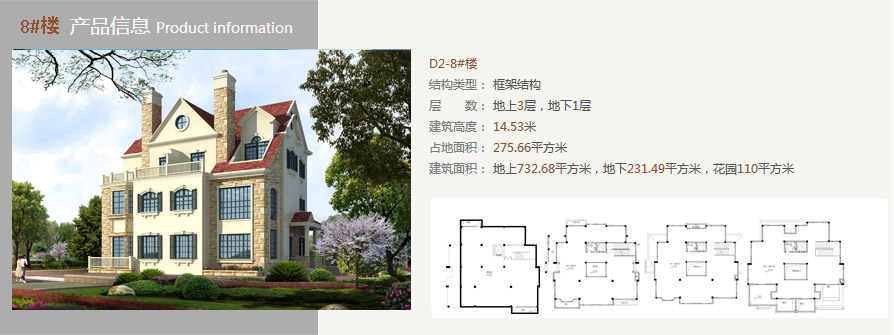 8#楼 产品信息 Product information
D2-8#楼
结构类型： 框架结构
层　　数： 地上3层，地下1层
建筑高度： 14.53米
占地面积： 275.66平方米
建筑面积： 地上732.68平方米，地下231.49平方米，花园110平方米